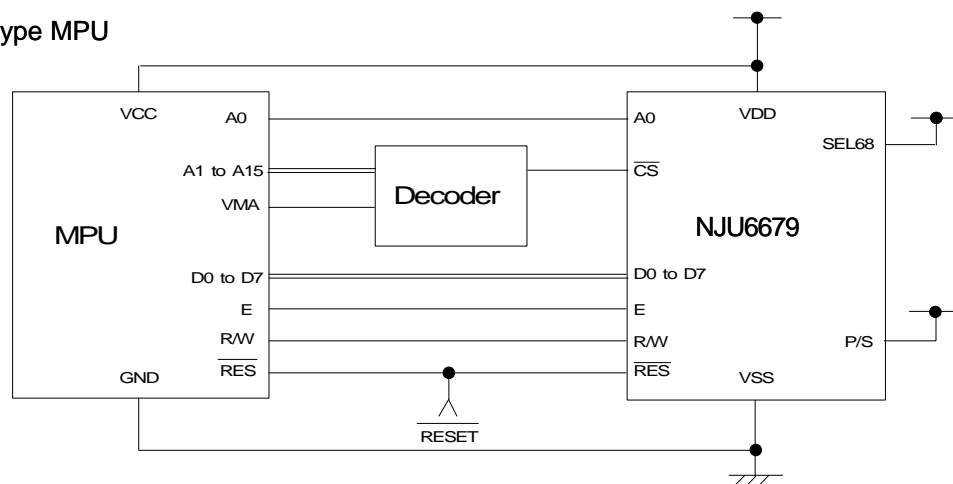 ype MPU
VCC
A0
A1 to A15
VMA
MPU
D0 to D7
E
R/W
RES
GND
Decoder
RESET
A0
VDD
SEL68
CS
NJU6679
D0 to D7
E
R/W
P/S
RES
VSS